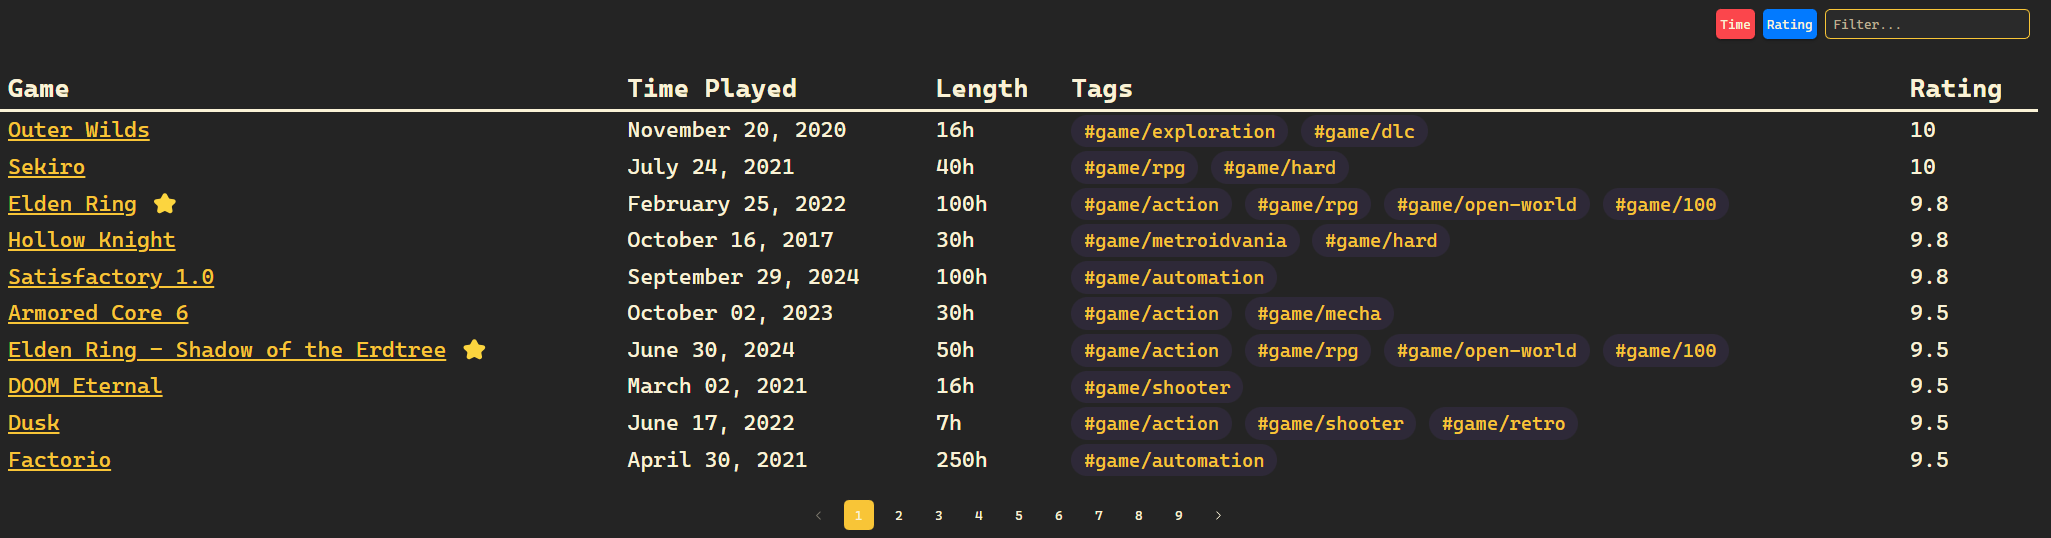 Time Rating Filter...
Game Time Played Length Tags Rating
Outer Wilds November 20, 2020 16h #game/exploration #game/dlc 10
Sekiro July 24, 2021 40h #game/rpg #game/hard 10
Elden Ring February 25, 2022 100h #game/action #game/rpg #game/open-world #game/100 9.8
Hollow Knight October 16, 2017 30h #game/metroidvania #game/hard 9.8
Satisfactory 1.0 September 29, 2024 100h #game/automation 9.8
Armored Core 6 October 02, 2023 30h #game/action #game/mecha 9.5
Elden Ring - Shadow of the Erdtree June 30, 2024 50h #game/action #game/rpg #game/open-world #game/100 9.5
DOOM Eternal March 02, 2021 16h #game/shooter 9.5
Dusk June 17, 2022 7h #game/action #game/shooter #game/retro 9.5
Factorio April 30, 2021 250h #game/automation 9.5
‹ 1 2 3 4 5 6 7 8 9 ›